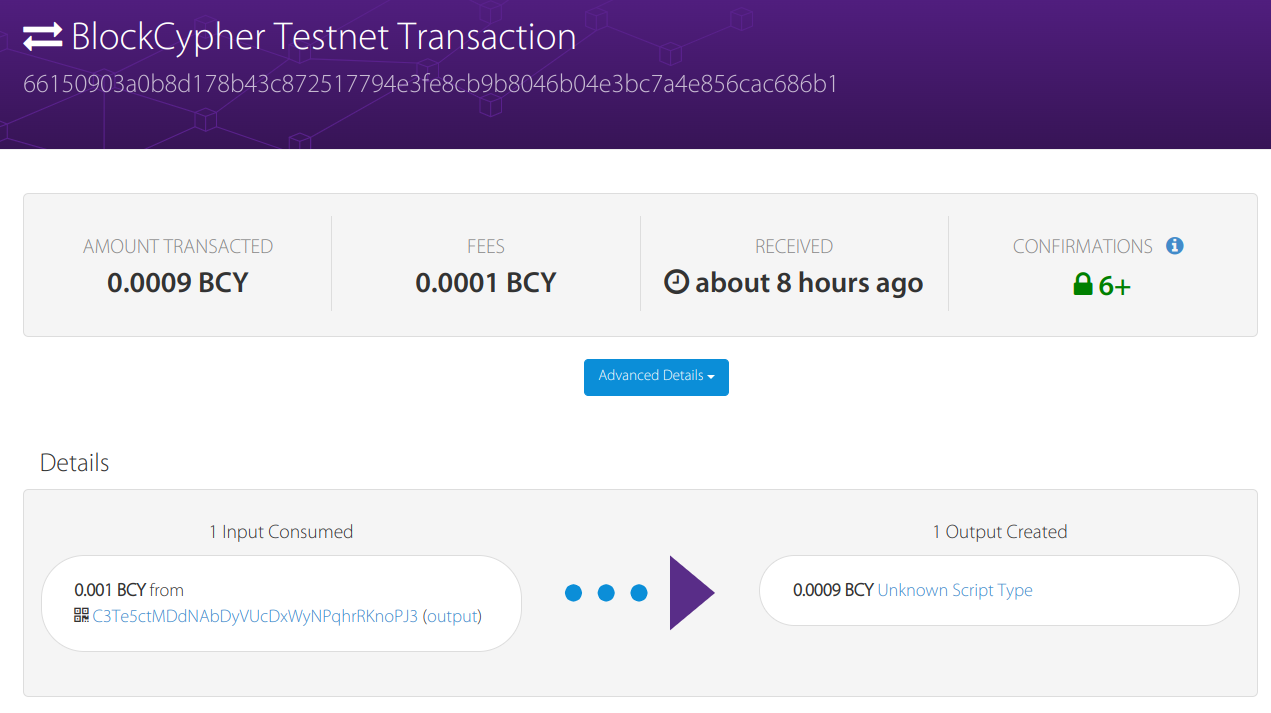 BlockCypher Testnet Transaction
66150903a0b8d178b43c872517794e3fe8cb9b8046b04e3bc7a4e856cac686b1
AMOUNT TRANSACTED
0.0009 BCY
FEES
0.0001 BCY
RECEIVED
about 8 hours ago
CONFIRMATIONS
6+
Advanced Details
Details
1 Input Consumed
0.001 BCY from
C3Te5ctMDdNAbDyVUcDxWyNPqhrRKnoPJ3 (output)
1 Output Created
0.0009 BCY Unknown Script Type